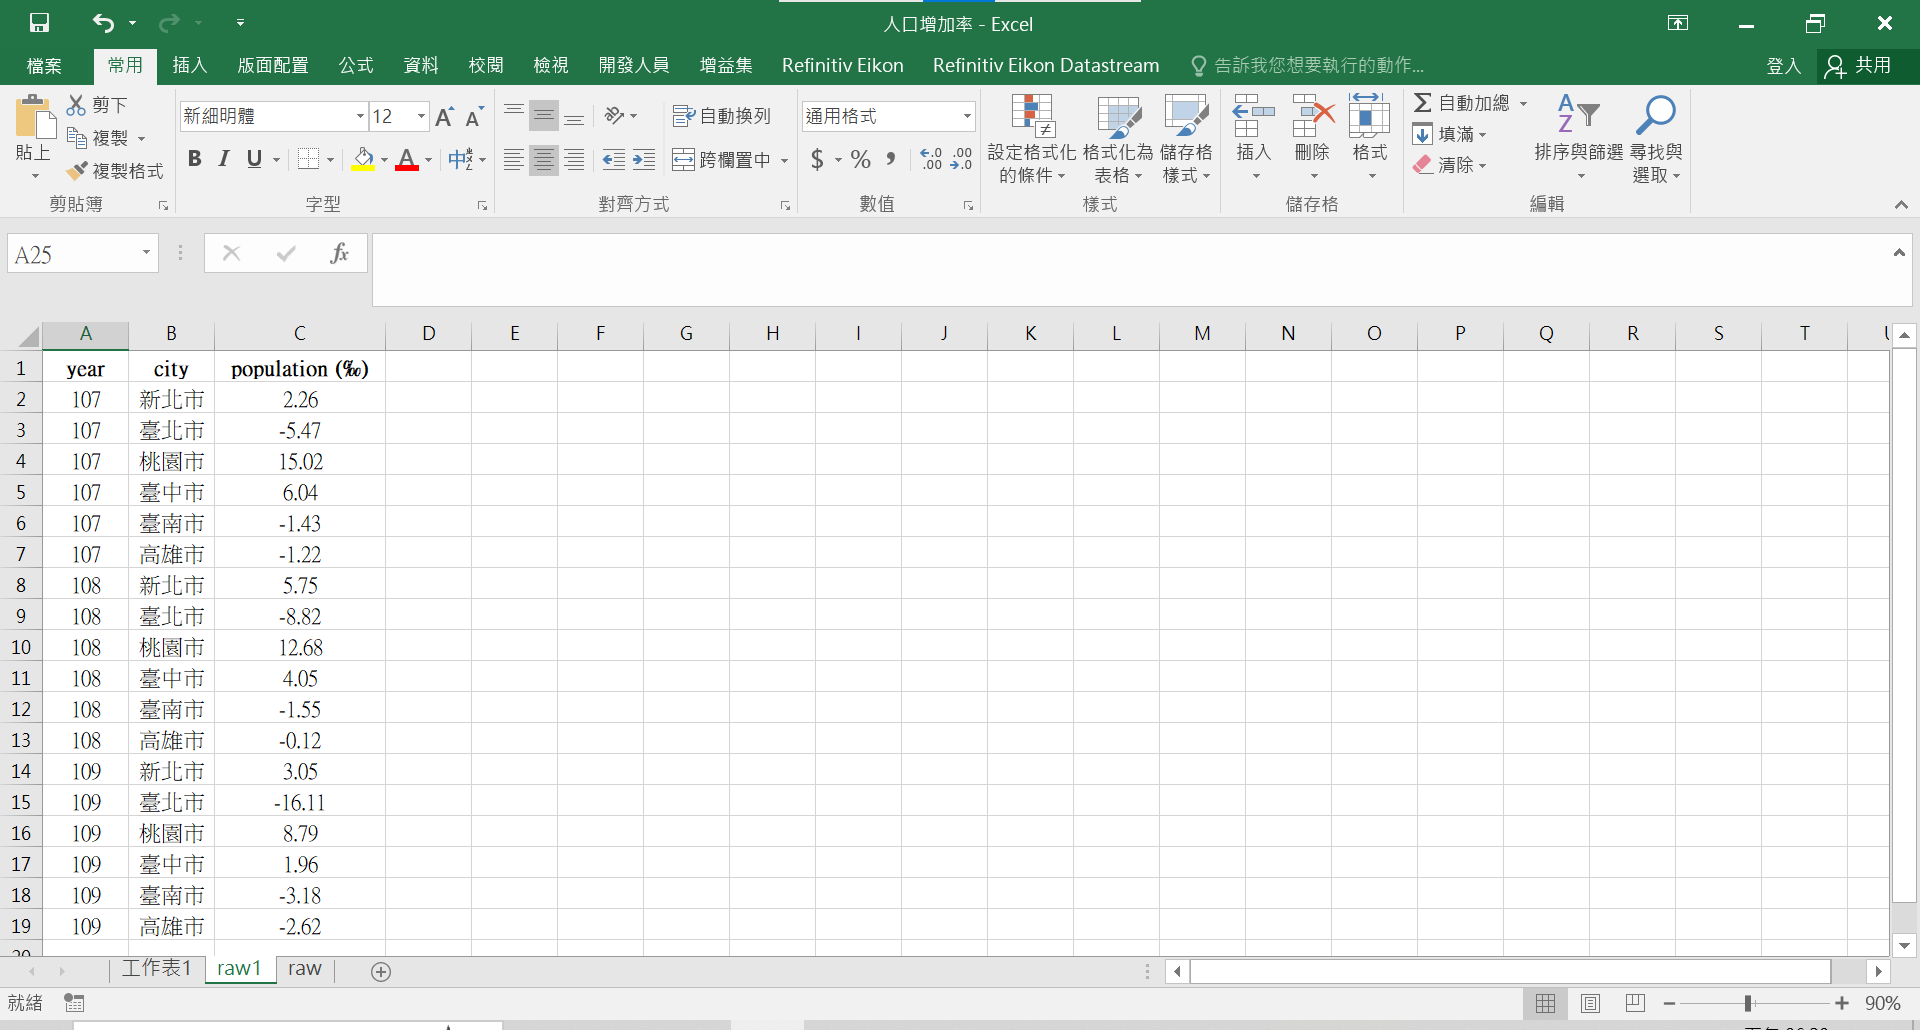 人口增加率 - Excel
檔案 常用 插入 版面配置 公式 資料 校閱 檢視 開發人員 增益集 Refinitiv Eikon Refinitiv Eikon Datastream 告訴我您想要執行的動作... 登入 共用
貼上
剪下
複製
複製格式
剪貼簿
新細明體 12
B I U
字型
自動換列
跨欄置中
對齊方式
通用格式
$ % ,
數值
設定格式化的條件
格式化為表格
儲存格樣式
樣式
插入
刪除
格式
儲存格
自動加總
填滿
清除
排序與篩選
尋找與選取
編輯
A25 fx
A B C D E F G H I J K L M N O P Q R S T
1 year city population (‰)
2 107 新北市 2.26
3 107 臺北市 -5.47
4 107 桃園市 15.02
5 107 臺中市 6.04
6 107 臺南市 -1.43
7 107 高雄市 -1.22
8 108 新北市 5.75
9 108 臺北市 -8.82
10 108 桃園市 12.68
11 108 臺中市 4.05
12 108 臺南市 -1.55
13 108 高雄市 -0.12
14 109 新北市 3.05
15 109 臺北市 -16.11
16 109 桃園市 8.79
17 109 臺中市 1.96
18 109 臺南市 -3.18
19 109 高雄市 -2.62
工作表1 raw1 raw
就緒 90%